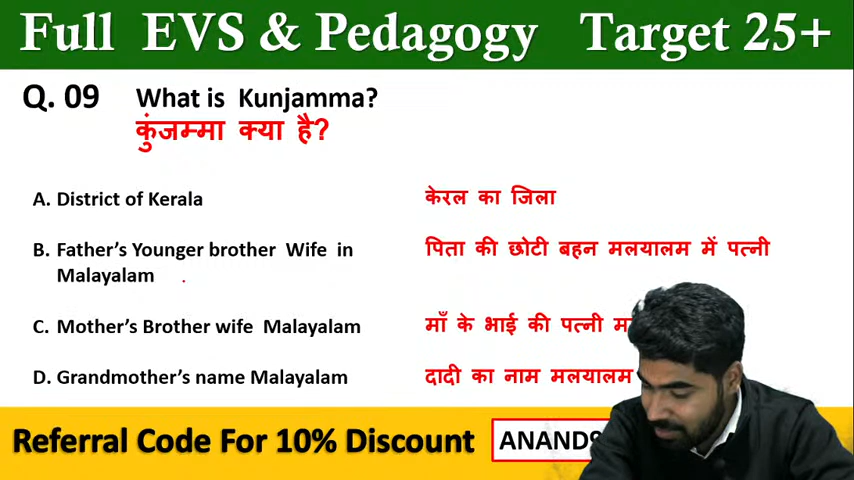 Full EVS & Pedagogy Target 25+
Q. 09 What is Kunjamma?
कुंजम्मा क्या है?
A. District of Kerala केरल का जिला
B. Father's Younger brother Wife in पिता की छोटी बहन मलयालम में पत्नी
Malayalam
C. Mother's Brother wife Malayalam माँ के भाई की पत्नी
D. Grandmother's name Malayalam दादी का नाम मलयालम
Referral Code For 10% Discount